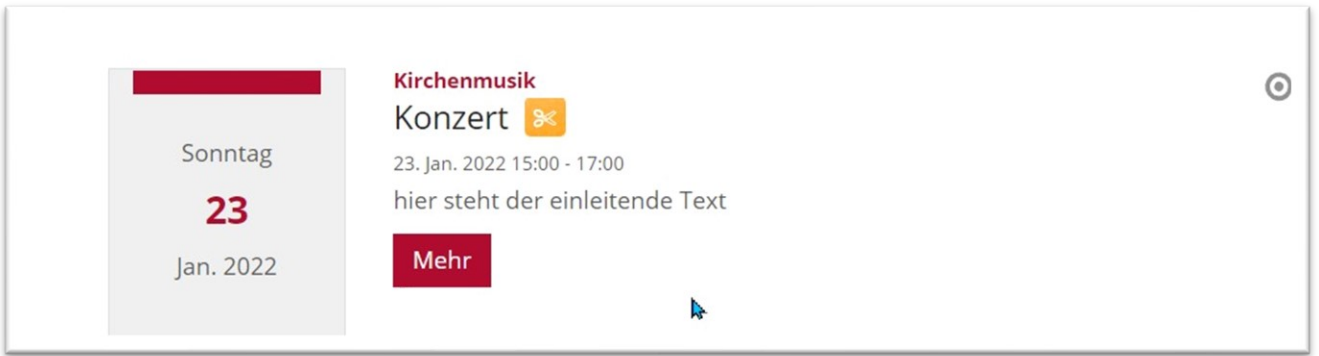 Sonntag
23
Jan. 2022
Kirchenmusik
Konzert
23. Jan. 2022 15:00 - 17:00
hier steht der einleitende Text
Mehr